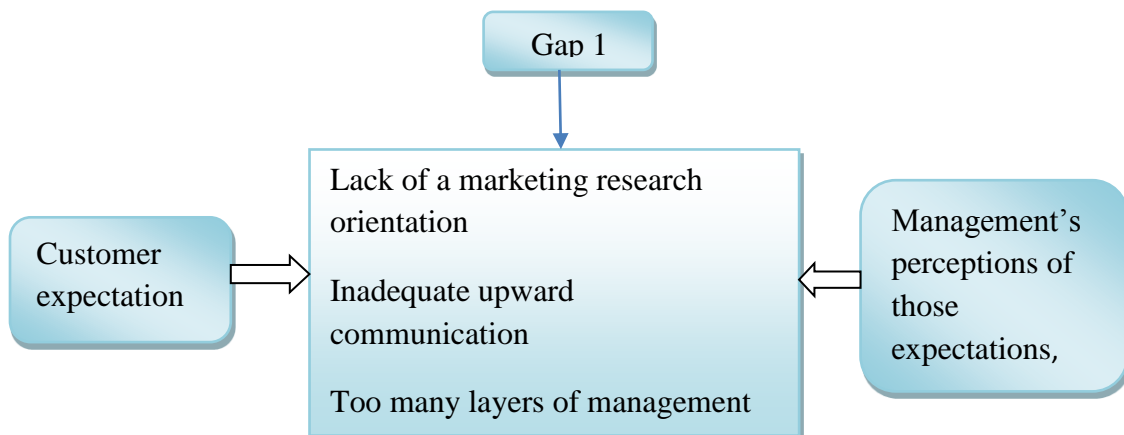 Gap 1
Lack of a marketing research
orientation
Inadequate upward
communication
Too many layers of management
Customer
expectation
Management’s
perceptions of
those
expectations,